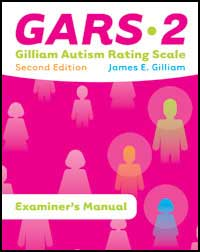 GARS•2
Gilliam Autism Rating Scale
Second Edition James E. Gilliam
Examiner's Manual